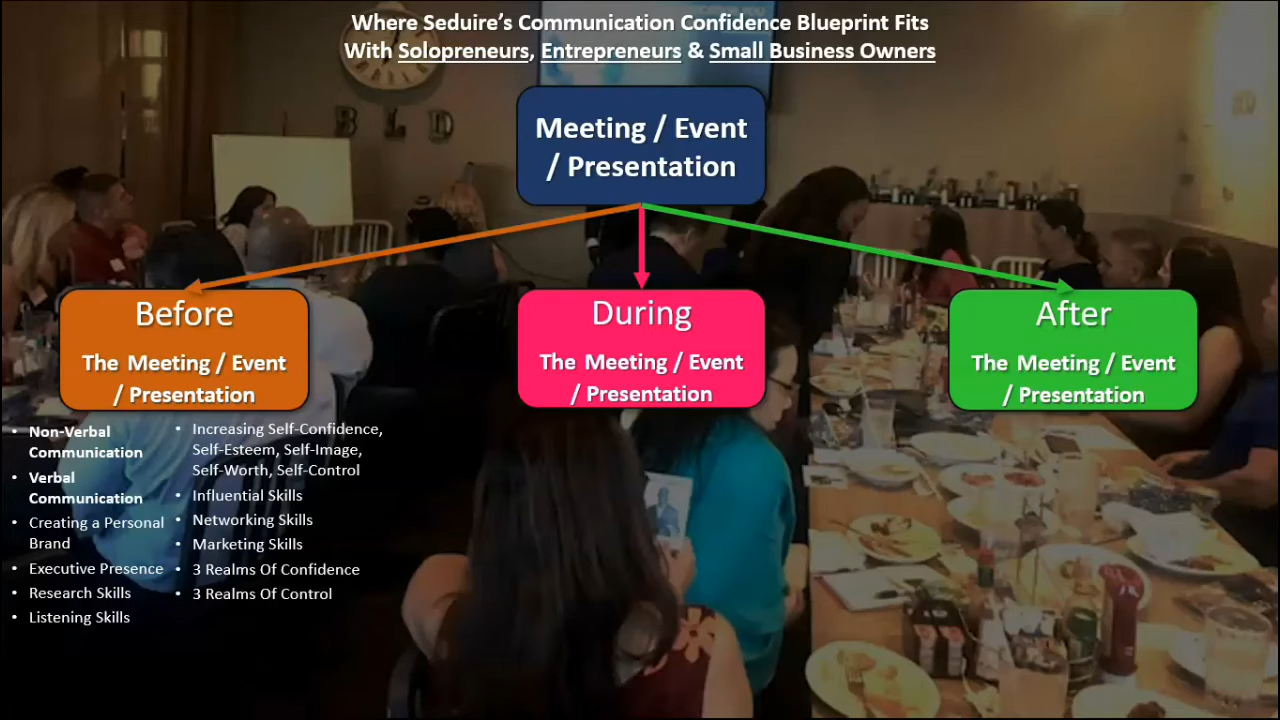 Where Seduire’s Communication Confidence Blueprint Fits
With Solopreneurs, Entrepreneurs & Small Business Owners
B L D
Meeting / Event
/ Presentation
Before
The Meeting / Event
/ Presentation
During
The Meeting / Event
/ Presentation
After
The Meeting / Event
/ Presentation
• Non-Verbal
Communication
• Verbal
Communication
• Creating a Personal
Brand
• Executive Presence
• Research Skills
• Listening Skills
• Increasing Self-Confidence,
Self-Esteem, Self-Image,
Self-Worth, Self-Control
• Influential Skills
• Networking Skills
• Marketing Skills
• 3 Realms Of Confidence
• 3 Realms Of Control